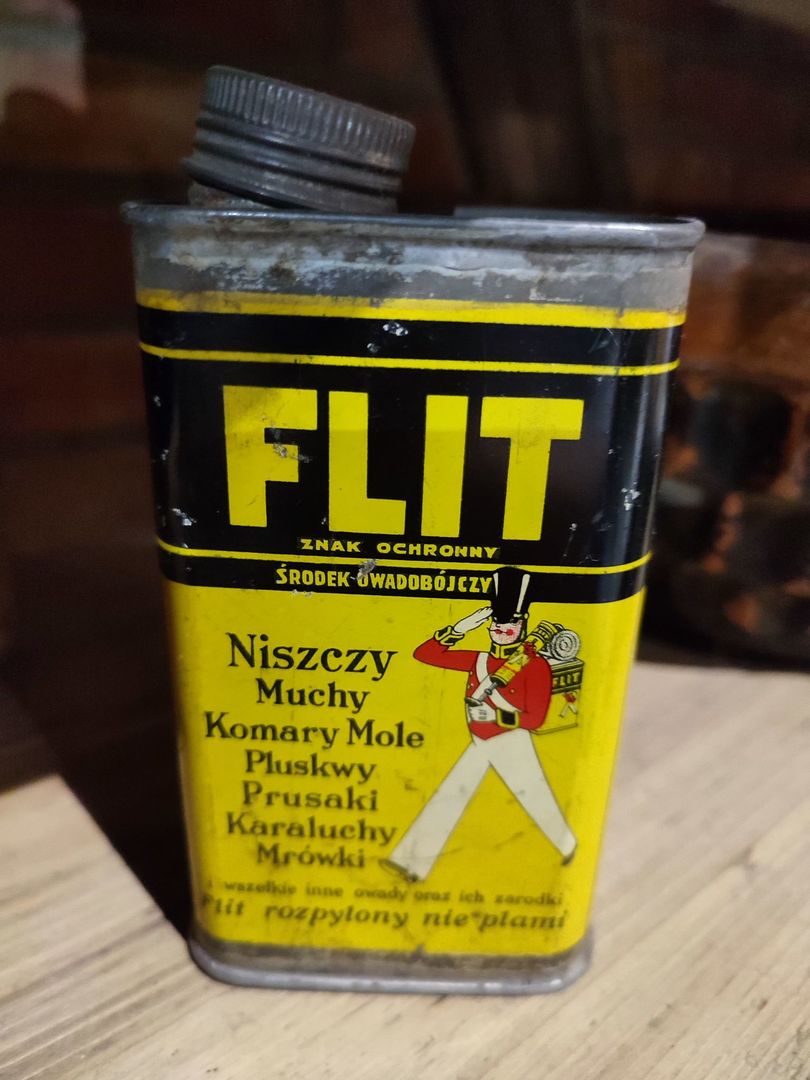 FLIT
ZNAK OCHRONNY
ŚRODEK OWADOBÓJCZY
FLIT
Niszczy
Muchy
Komary Mole
Pluskwy
Prusaki
Karaluchy
Mrówki
i wszelkie inne owady oraz ich zarodki
Flit rozpylony nie plami